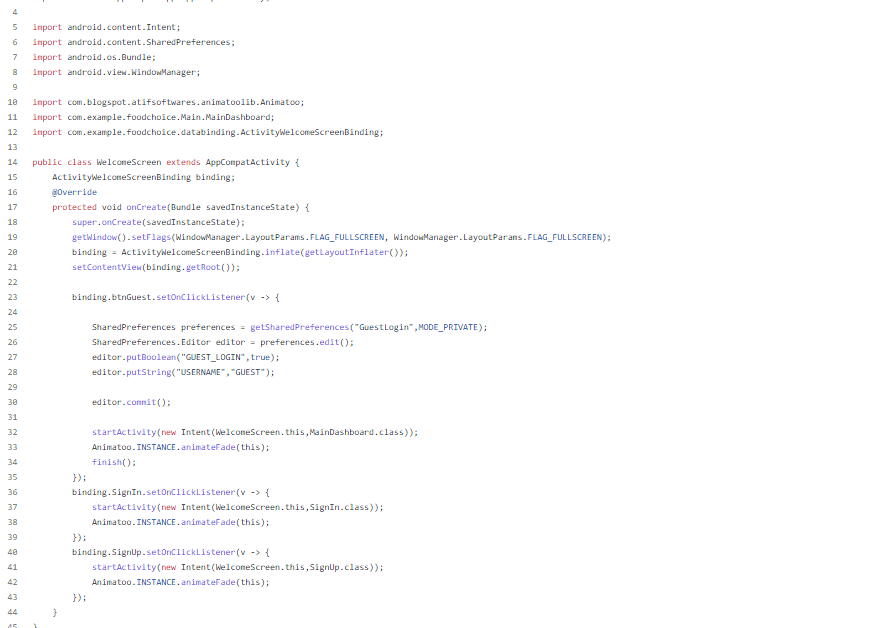 4
5 import android.content.Intent;
6 import android.content.SharedPreferences;
7 import android.os.Bundle;
8 import android.view.WindowManager;
9
10 import com.blogspot.atifsoftwares.animatoolib.Animatoo;
11 import com.example.foodchoice.Main.MainDashboard;
12 import com.example.foodchoice.databinding.ActivityWelcomeScreenBinding;
13
14 public class WelcomeScreen extends AppCompatActivity {
15     ActivityWelcomeScreenBinding binding;
16     @Override
17     protected void onCreate(Bundle savedInstanceState) {
18         super.onCreate(savedInstanceState);
19         getWindow().setFlags(WindowManager.LayoutParams.FLAG_FULLSCREEN, WindowManager.LayoutParams.FLAG_FULLSCREEN);
20         binding = ActivityWelcomeScreenBinding.inflate(getLayoutInflater());
21         setContentView(binding.getRoot());
22
23         binding.btnGuest.setOnClickListener(v -> {
24
25             SharedPreferences preferences = getSharedPreferences("GuestLogin",MODE_PRIVATE);
26             SharedPreferences.Editor editor = preferences.edit();
27             editor.putBoolean("GUEST_LOGIN",true);
28             editor.putString("USERNAME","GUEST");
29
30             editor.commit();
31
32             startActivity(new Intent(WelcomeScreen.this,MainDashboard.class));
33             Animatoo.INSTANCE.animateFade(this);
34             finish();
35         });
36         binding.SignIn.setOnClickListener(v -> {
37             startActivity(new Intent(WelcomeScreen.this,SignIn.class));
38             Animatoo.INSTANCE.animateFade(this);
39         });
40         binding.SignUp.setOnClickListener(v -> {
41             startActivity(new Intent(WelcomeScreen.this,SignUp.class));
42             Animatoo.INSTANCE.animateFade(this);
43         });
44     }
45 }